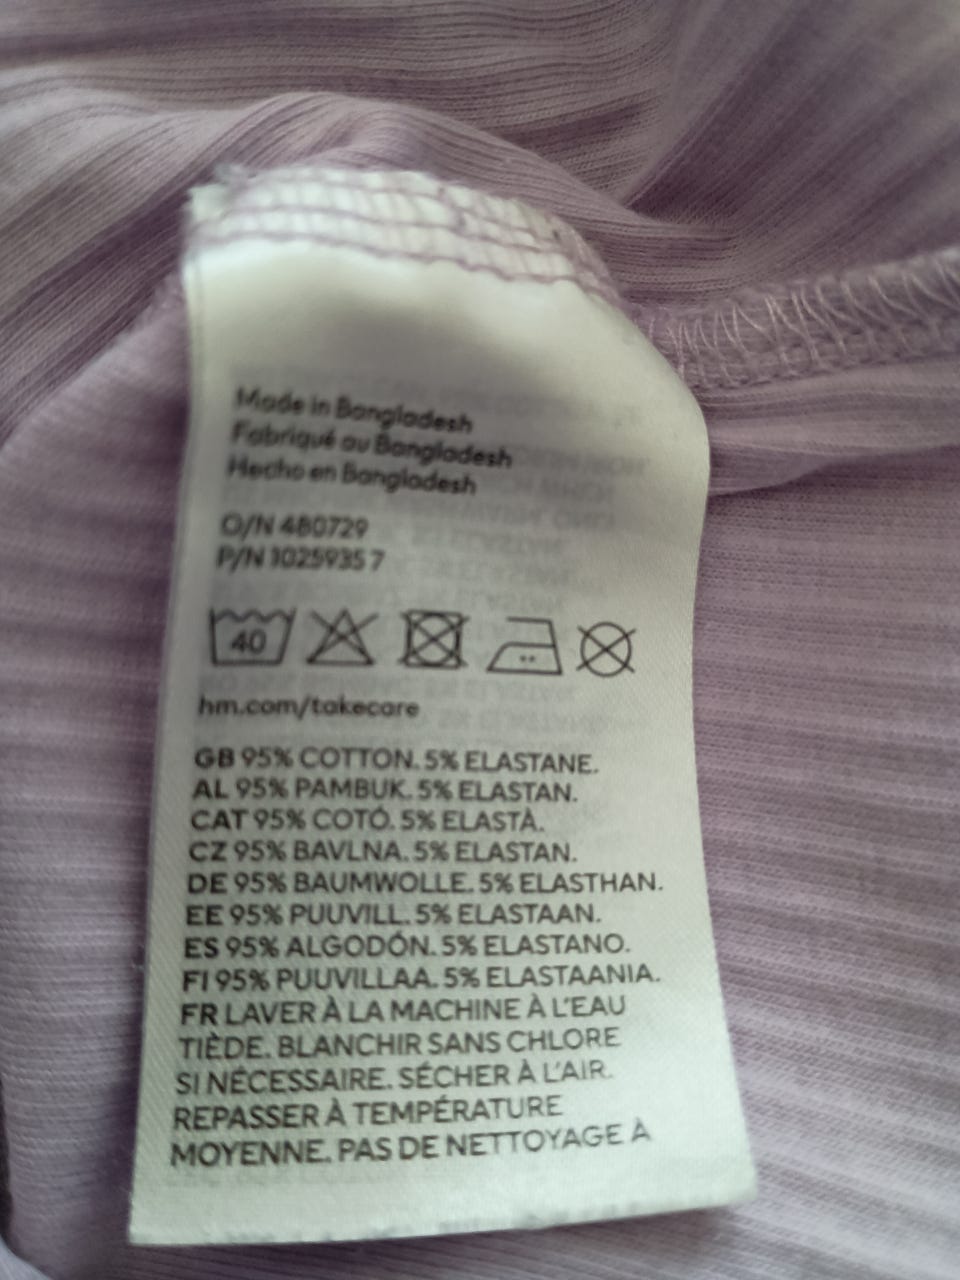 Made in Bangladesh
Fabriqué au Bangladesh
Hecho en Bangladesh
O/N 480729
P/N 1025935 7
40
hm.com/takecare
GB 95% COTTON. 5% ELASTANE.
AL 95% PAMBUK. 5% ELASTAN.
CAT 95% COTÓ. 5% ELASTÀ.
CZ 95% BAVLNA. 5% ELASTAN.
DE 95% BAUMWOLLE. 5% ELASTHAN.
EE 95% PUUVILL. 5% ELASTAAN.
ES 95% ALGODÓN. 5% ELASTANO.
FI 95% PUUVILLAA. 5% ELASTAANIA.
FR LAVER À LA MACHINE À L'EAU
TIÈDE. BLANCHIR SANS CHLORE
SI NÉCESSAIRE. SÉCHER À L'AIR.
REPASSER À TEMPÉRATURE
MOYENNE. PAS DE NETTOYAGE À